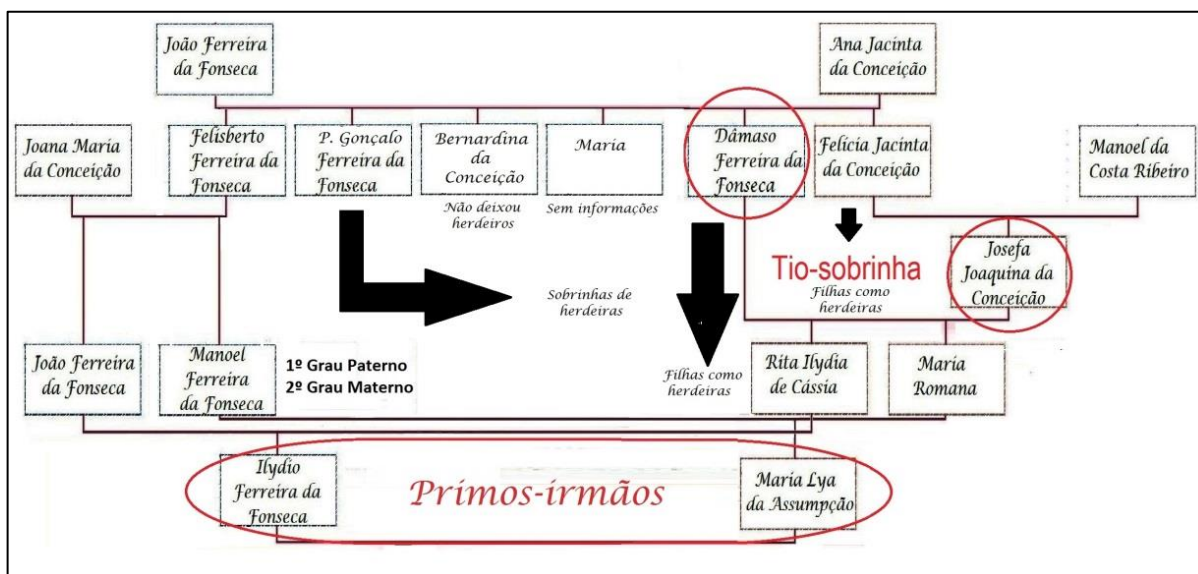 João Ferreira
da Fonseca
Ana Jacinta
da Conceição
Joana Maria
da Conceição
Felisberto
Ferreira da
Fonseca
P. Gonçalo
Ferreira da
Fonseca
Bernardina
da
Conceição
Maria
Dâmaso
Ferreira da
Fonseca
Felícia Jacinta
da Conceição
Manoel da
Costa Ribeiro
Não deixou
herdeiros
Sem informações
Tio-sobrinha
Filhas como
herdeiras
Josefa
Joaquina da
Conceição
Sobrinhas de
herdeiras
João Ferreira
da Fonseca
Manoel
Ferreira
da Fonseca
1º Grau Paterno
2º Grau Materno
Filhas como
herdeiras
Rita Ilydia
de Cássia
Maria
Romana
Ilydio
Ferreira da
Fonseca
Primos-irmãos
Maria Lya
da Assumpção